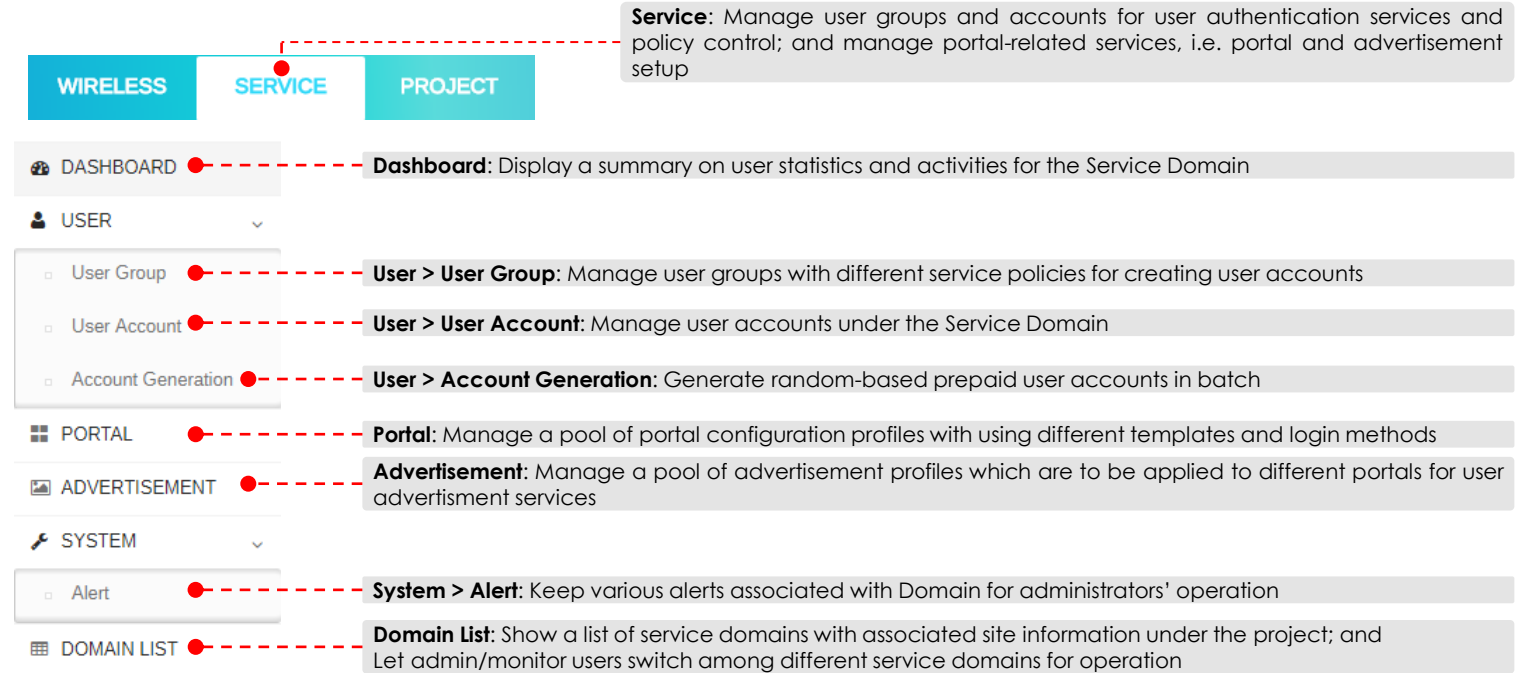 Service: Manage user groups and accounts for user authentication services and
policy control; and manage portal-related services, i.e. portal and advertisement
setup
WIRELESS SERVICE PROJECT
DASHBOARD
Dashboard: Display a summary on user statistics and activities for the Service Domain
USER
User Group
User > User Group: Manage user groups with different service policies for creating user accounts
User Account
User > User Account: Manage user accounts under the Service Domain
Account Generation
User > Account Generation: Generate random-based prepaid user accounts in batch
PORTAL
Portal: Manage a pool of portal configuration profiles with using different templates and login methods
ADVERTISEMENT
Advertisement: Manage a pool of advertisement profiles which are to be applied to different portals for user
advertisment services
SYSTEM
Alert
System > Alert: Keep various alerts associated with Domain for administrators’ operation
DOMAIN LIST
Domain List: Show a list of service domains with associated site information under the project; and
Let admin/monitor users switch among different service domains for operation